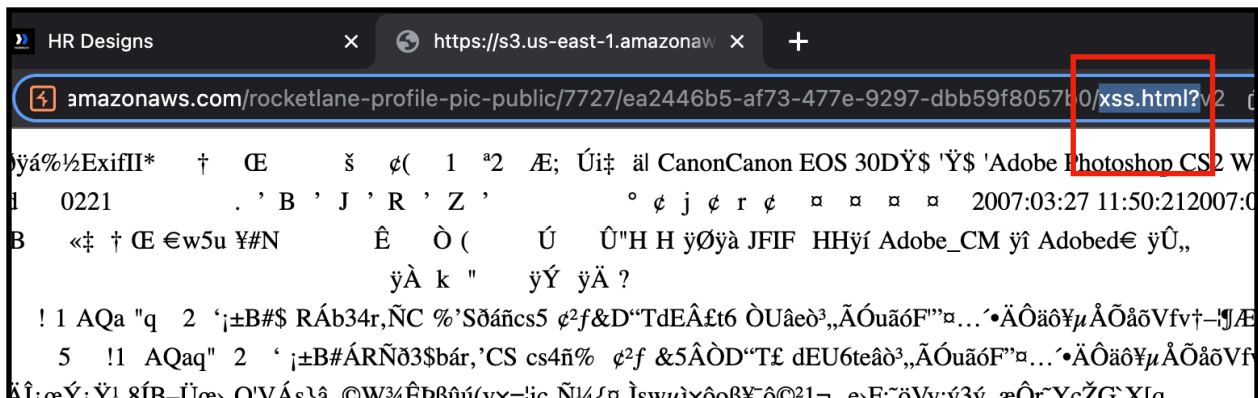 HR Designs
https://s3.us-east-1.amazonaw
amazonaws.com/rocketlane-profile-pic-public/7727/ea2446b5-af73-477e-9297-dbb59f8057b0/xss.html?v2
ÿá%½ExifII* † Œ š ¢( 1 ª2 Æ; Úi‡ äl CanonCanon EOS 30DŸ$ 'Ÿ$ 'Adobe Photoshop CS2 W
0221 . ' B ' J ' R ' Z ' ° ¢ j ¢ r ¢ ¤ ¤ ¤ ¤ 2007:03:27 11:50:212007:0
B «‡ † Œ €w5u ¥#N Ê Ò ( Ú Û"H H ÿØÿà JFIF HHÿí Adobe_CM ÿî Adobed€ ÿÛ„
ÿÀ k " ÿÝ ÿÄ ?
! 1 AQa "q 2 ‘¡±B#$ RÁb34r‚ÑC %’Sðáñcs5 ¢²ƒ&D“TdEÂ£t6 ÒUâeò³„ÃÓuãóF”'¤…´•ÄÔäô¥µÅÕåõVfv†–¦¶Æ
5 !1 AQaq" 2 ‘¡±B#ÁRÑð3$bár‚’CS cs4ñ% ¢²ƒ &5ÂÒD“T£ dEU6teâò³„ÃÓuãóF”¤…´•ÄÔäô¥µÅÕåõVfv